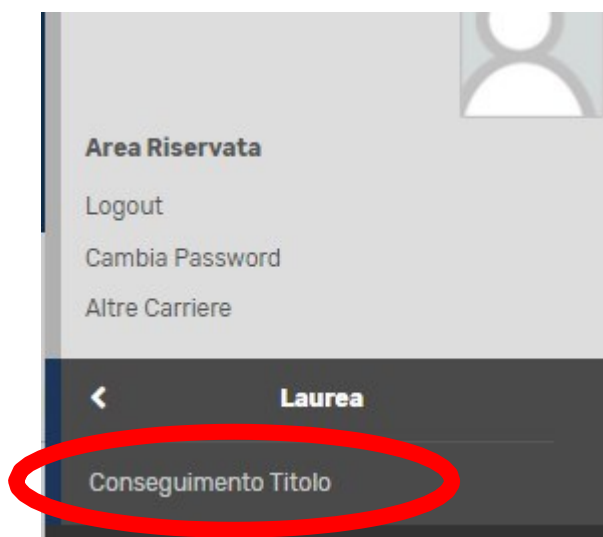 Area Riservata
Logout
Cambia Password
Altre Carriere
Laurea
Conseguimento Titolo